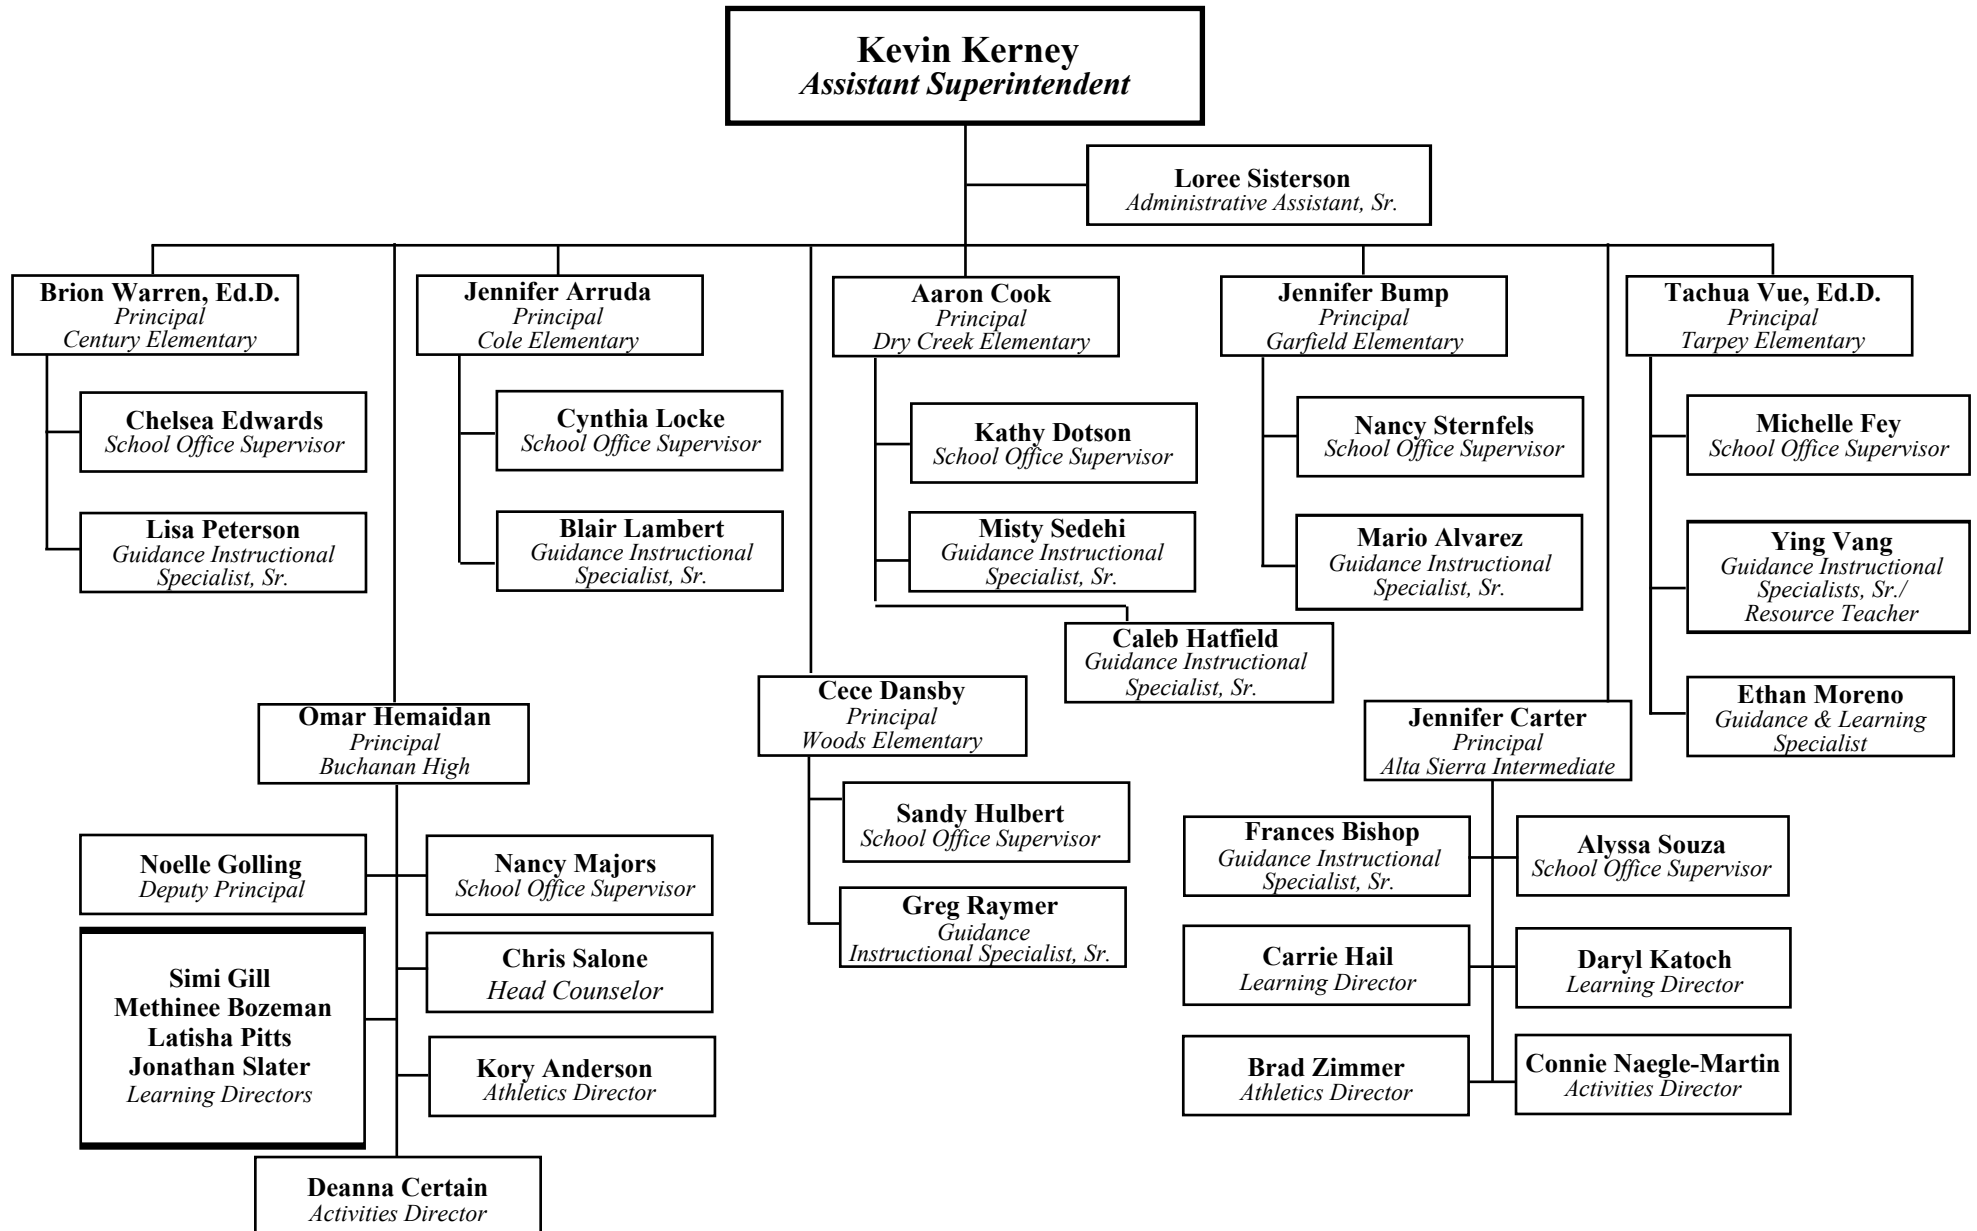 Kevin Kerney
Assistant Superintendent
Loree Sisterson
Administrative Assistant, Sr.
Brion Warren, Ed.D.
Principal
Century Elementary
Chelsea Edwards
School Office Supervisor
Lisa Peterson
Guidance Instructional
Specialist, Sr.
Jennifer Arruda
Principal
Cole Elementary
Cynthia Locke
School Office Supervisor
Blair Lambert
Guidance Instructional
Specialist, Sr.
Aaron Cook
Principal
Dry Creek Elementary
Kathy Dotson
School Office Supervisor
Misty Sedehi
Guidance Instructional
Specialist, Sr.
Caleb Hatfield
Guidance Instructional
Specialist, Sr.
Jennifer Bump
Principal
Garfield Elementary
Nancy Sternfels
School Office Supervisor
Mario Alvarez
Guidance Instructional
Specialist, Sr.
Tachua Vue, Ed.D.
Principal
Tarpey Elementary
Michelle Fey
School Office Supervisor
Ying Vang
Guidance Instructional
Specialists, Sr./
Resource Teacher
Ethan Moreno
Guidance & Learning
Specialist
Omar Hemaidan
Principal
Buchanan High
Noelle Golling
Deputy Principal
Nancy Majors
School Office Supervisor
Simi Gill
Methinee Bozeman
Latisha Pitts
Jonathan Slater
Learning Directors
Chris Salone
Head Counselor
Kory Anderson
Athletics Director
Deanna Certain
Activities Director
Cece Dansby
Principal
Woods Elementary
Sandy Hulbert
School Office Supervisor
Greg Raymer
Guidance
Instructional Specialist, Sr.
Jennifer Carter
Principal
Alta Sierra Intermediate
Frances Bishop
Guidance Instructional
Specialist, Sr.
Alyssa Souza
School Office Supervisor
Carrie Hail
Learning Director
Daryl Katoch
Learning Director
Brad Zimmer
Athletics Director
Connie Naegle-Martin
Activities Director